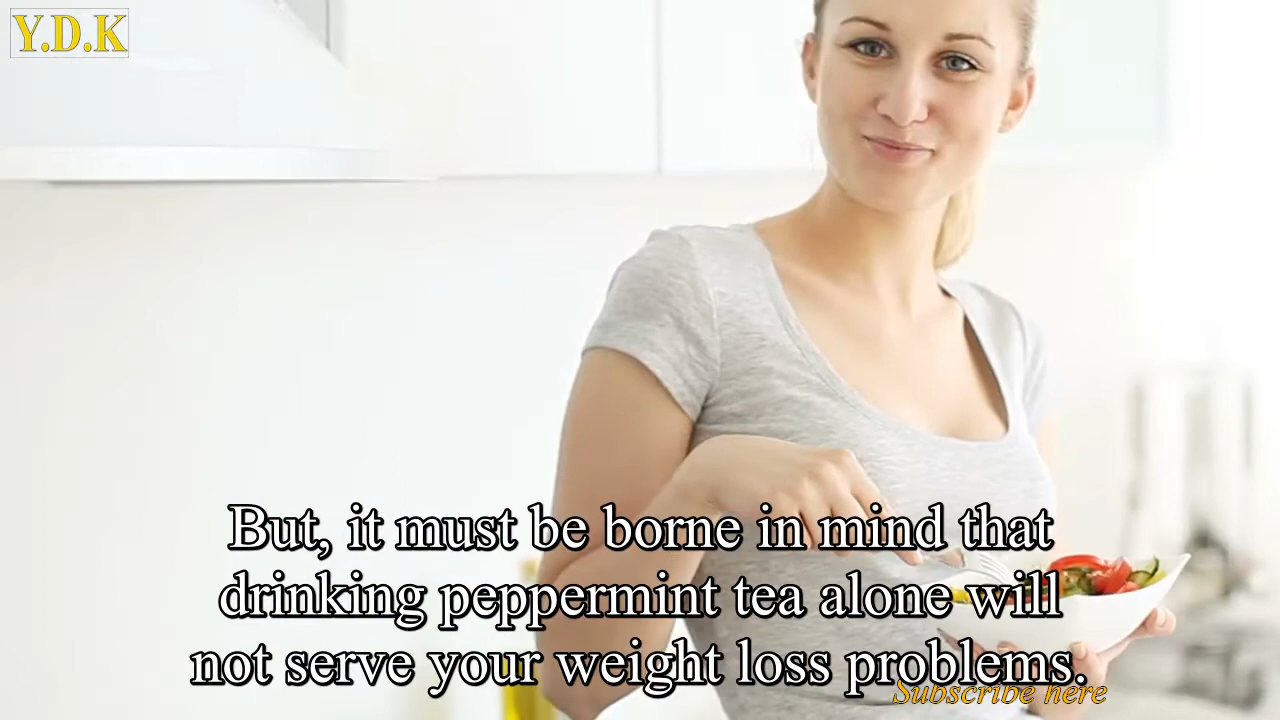 Y.D.K
But, it must be borne in mind that
drinking peppermint tea alone will
not serve your weight loss problems.
Subscribe here